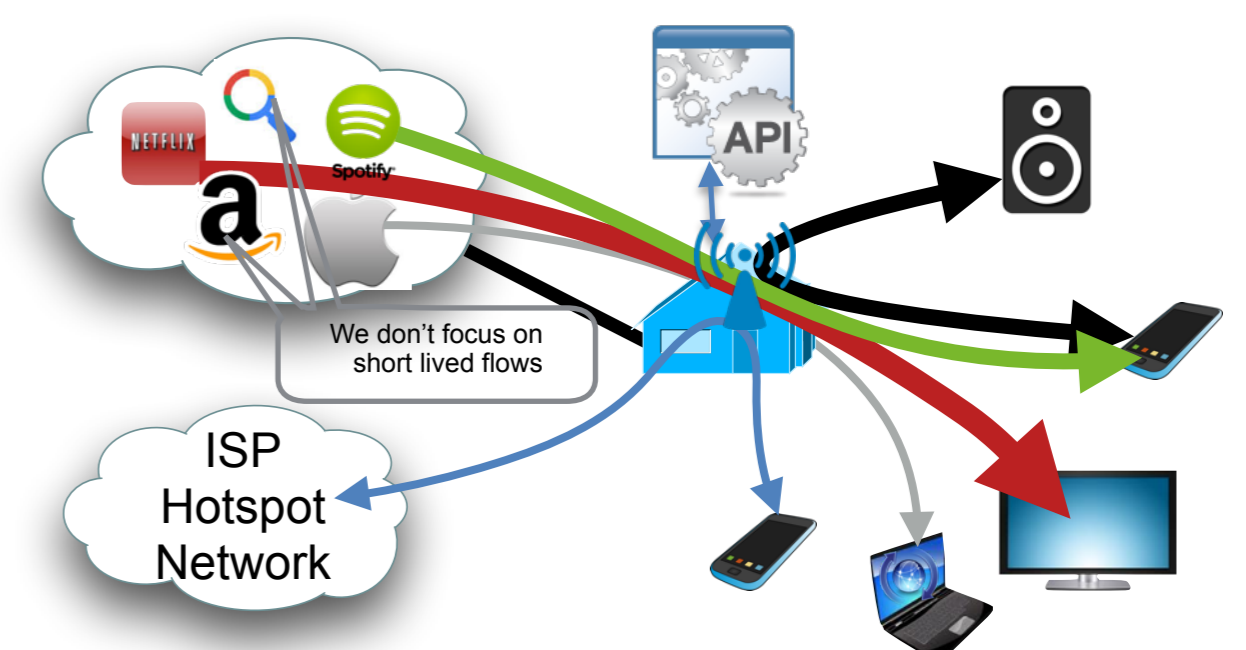 NETFLIX
Spotify
a
API
We don’t focus on
short lived flows
ISP
Hotspot
Network